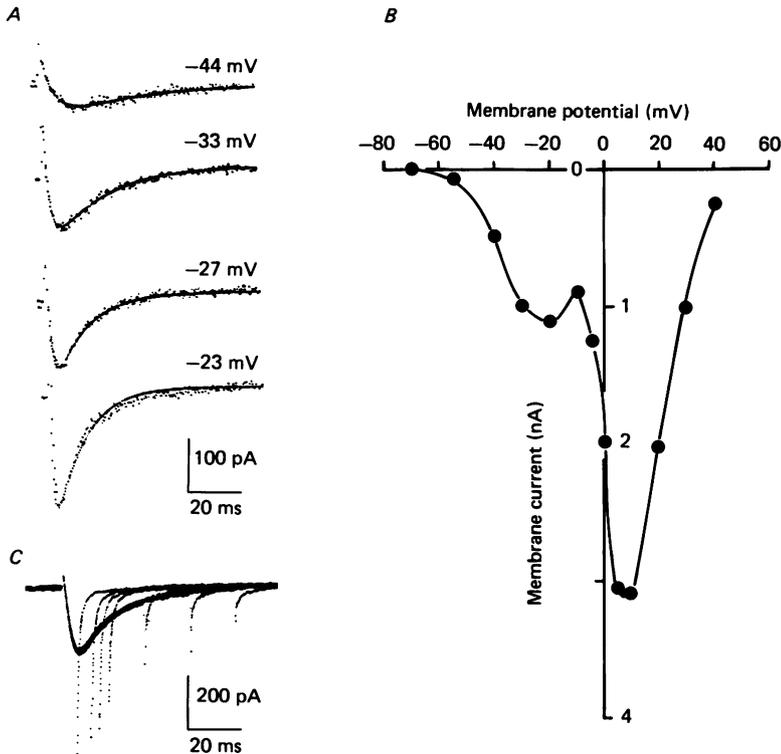 A
−44 mV
−33 mV
−27 mV
−23 mV
100 pA
20 ms
B
Membrane potential (mV)
−80 −60 −40 −20 0 20 40 60
0
1
2
4
Membrane current (nA)
C
200 pA
20 ms